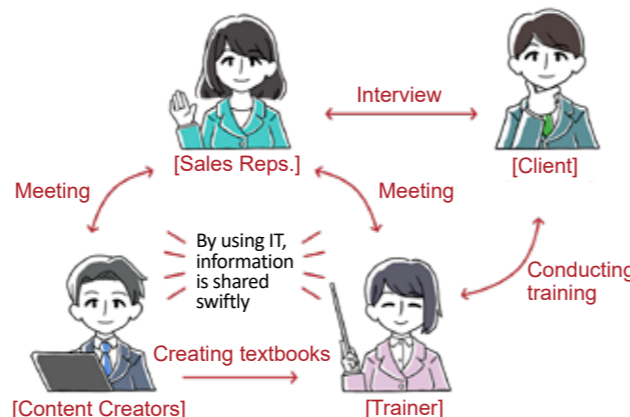 Interview
[Sales Reps.]
[Client]
Meeting
Meeting
By using IT,
information
is shared
swiftly
Conducting
training
Creating textbooks
[Content Creators]
[Trainer]